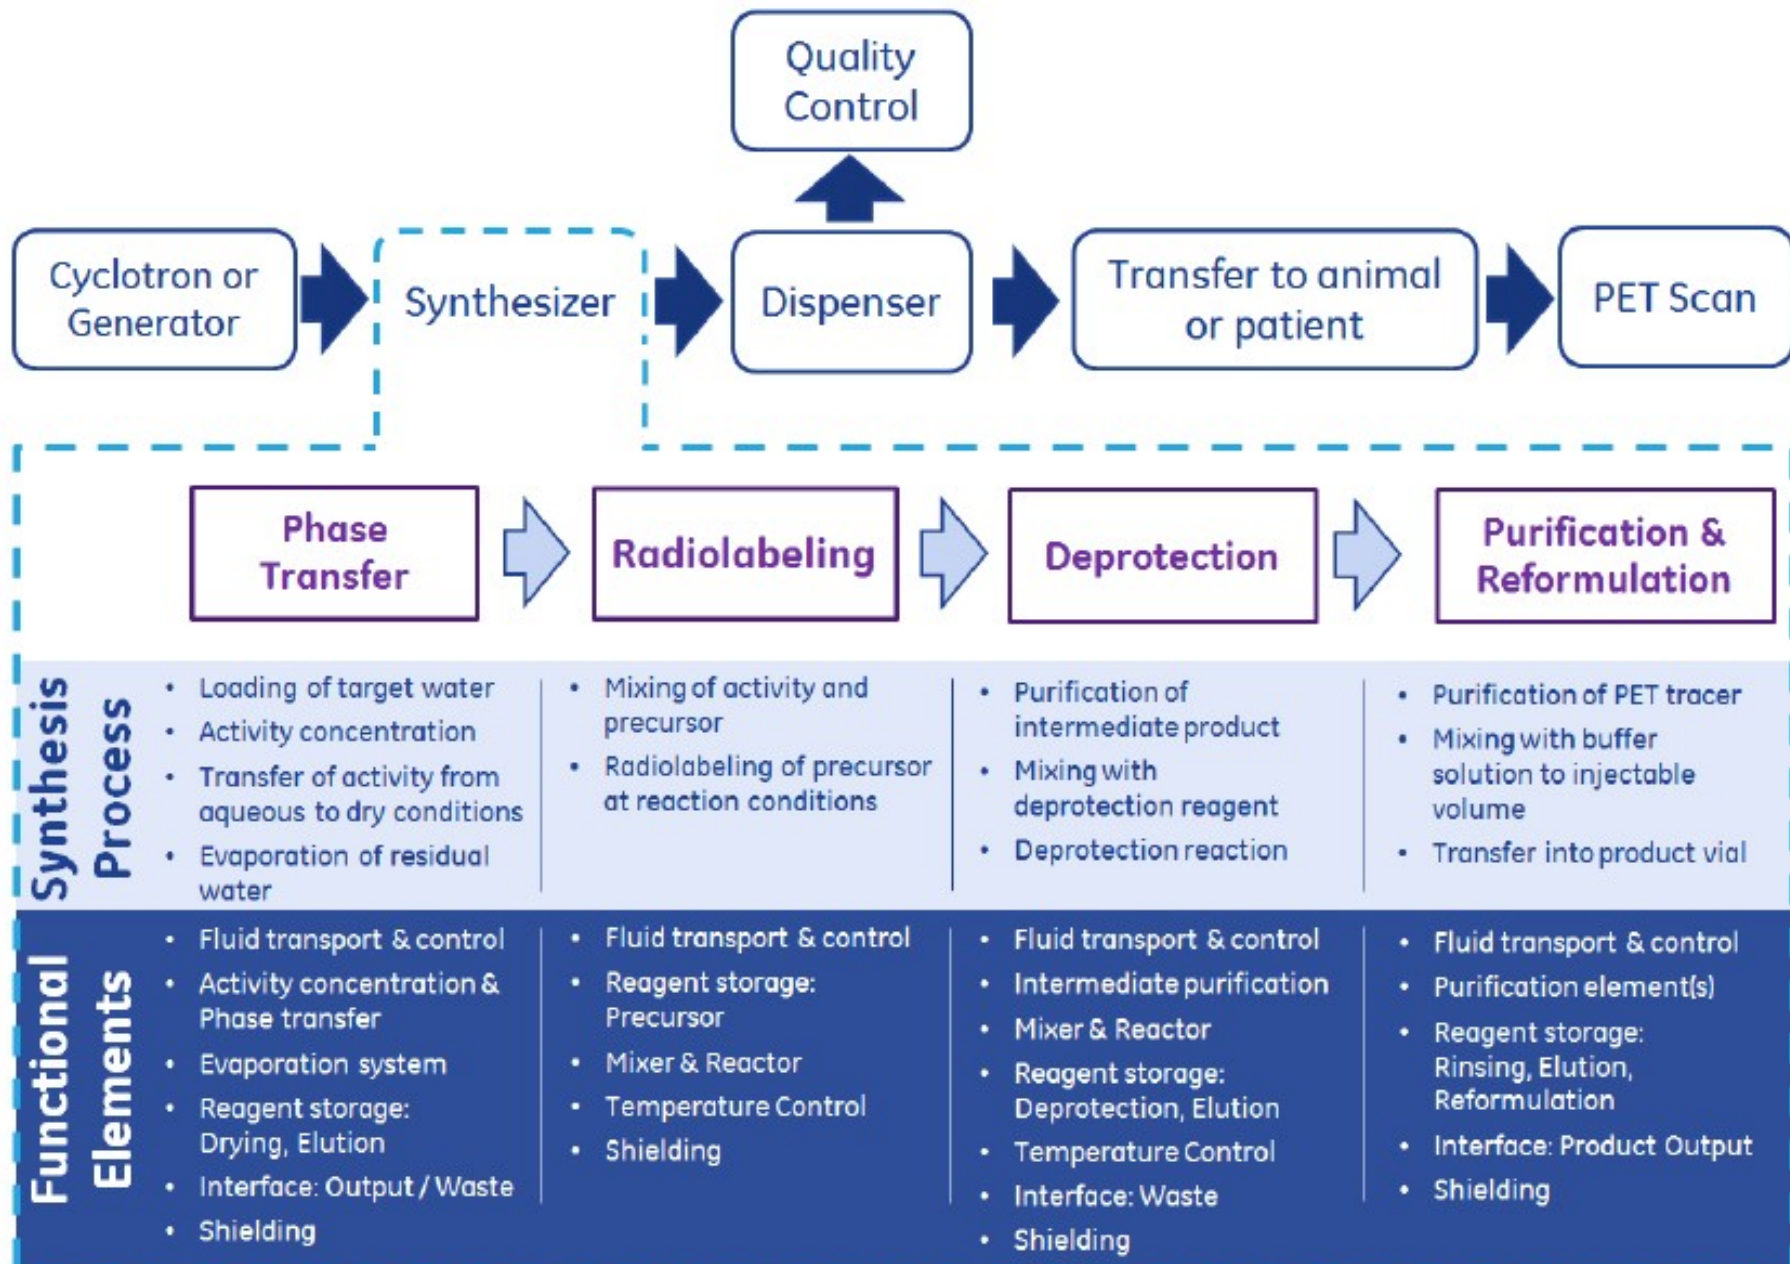 Quality
Control
Cyclotron or
Generator
Synthesizer
Dispenser
Transfer to animal
or patient
PET Scan
Phase
Transfer
Radiolabeling
Deprotection
Purification &
Reformulation
Synthesis
Process
• Loading of target water
• Activity concentration
• Transfer of activity from
aqueous to dry conditions
• Evaporation of residual
water
• Mixing of activity and
precursor
• Radiolabeling of precursor
at reaction conditions
• Purification of
intermediate product
• Mixing with
deprotection reagent
• Deprotection reaction
• Purification of PET tracer
• Mixing with buffer
solution to injectable
volume
• Transfer into product vial
Functional
Elements
• Fluid transport & control
• Activity concentration &
Phase transfer
• Evaporation system
• Reagent storage:
Drying, Elution
• Interface: Output / Waste
• Shielding
• Fluid transport & control
• Reagent storage:
Precursor
• Mixer & Reactor
• Temperature Control
• Shielding
• Fluid transport & control
• Intermediate purification
• Mixer & Reactor
• Reagent storage:
Deprotection, Elution
• Temperature Control
• Interface: Waste
• Shielding
• Fluid transport & control
• Purification element(s)
• Reagent storage:
Rinsing, Elution,
Reformulation
• Interface: Product Output
• Shielding